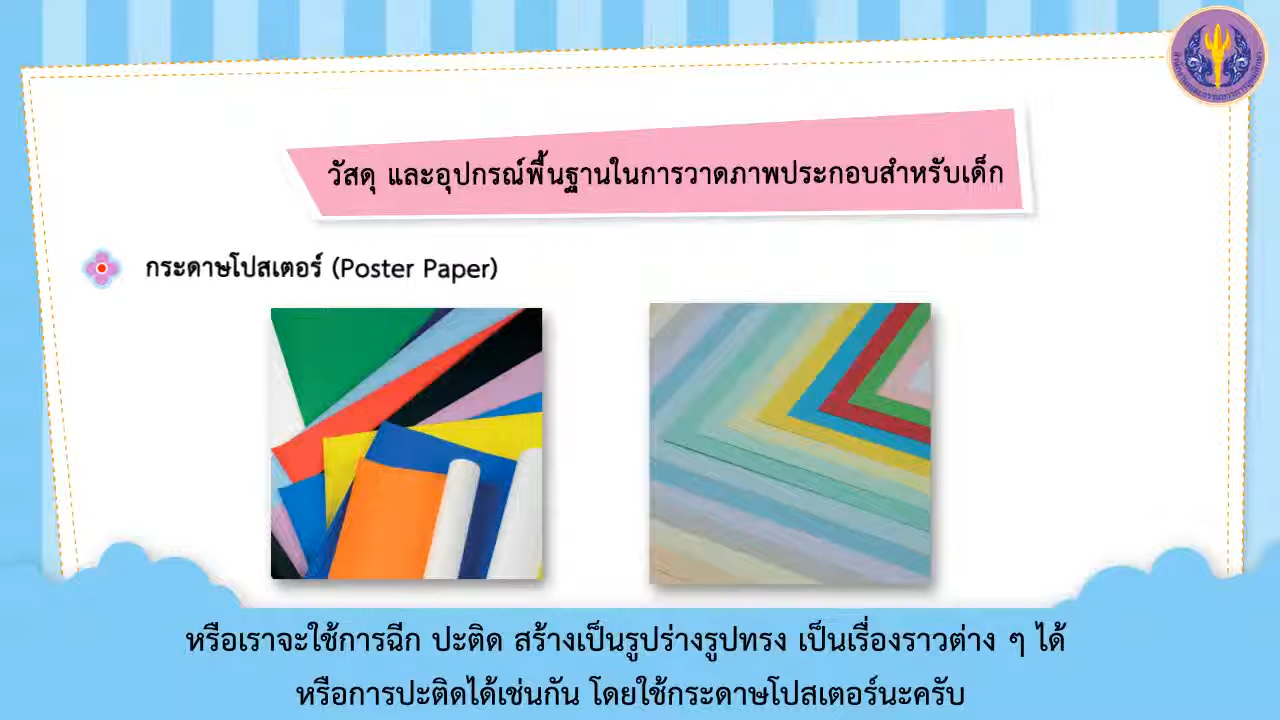 วัสดุ และอุปกรณ์พื้นฐานในการวาดภาพประกอบสำหรับเด็ก
กระดาษโปสเตอร์ (Poster Paper)
หรือเราจะใช้การฉีก ปะติด สร้างเป็นรูปร่างรูปทรง เป็นเรื่องราวต่าง ๆ ได้
หรือการปะติดได้เช่นกัน โดยใช้กระดาษโปสเตอร์นะครับ